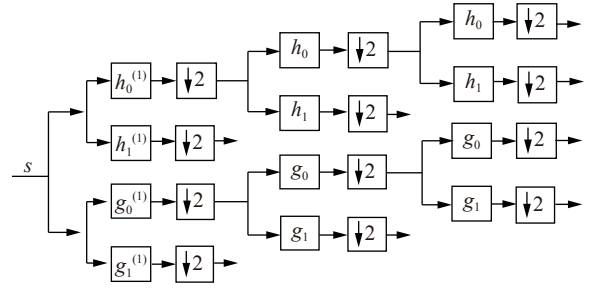 h₀ ↓2
h₀ ↓2
h₀⁽¹⁾ ↓2
h₁ ↓2
h₁ ↓2
h₁⁽¹⁾ ↓2
s
g₀ ↓2
g₀ ↓2
g₀⁽¹⁾ ↓2
g₁ ↓2
g₁ ↓2
g₁⁽¹⁾ ↓2